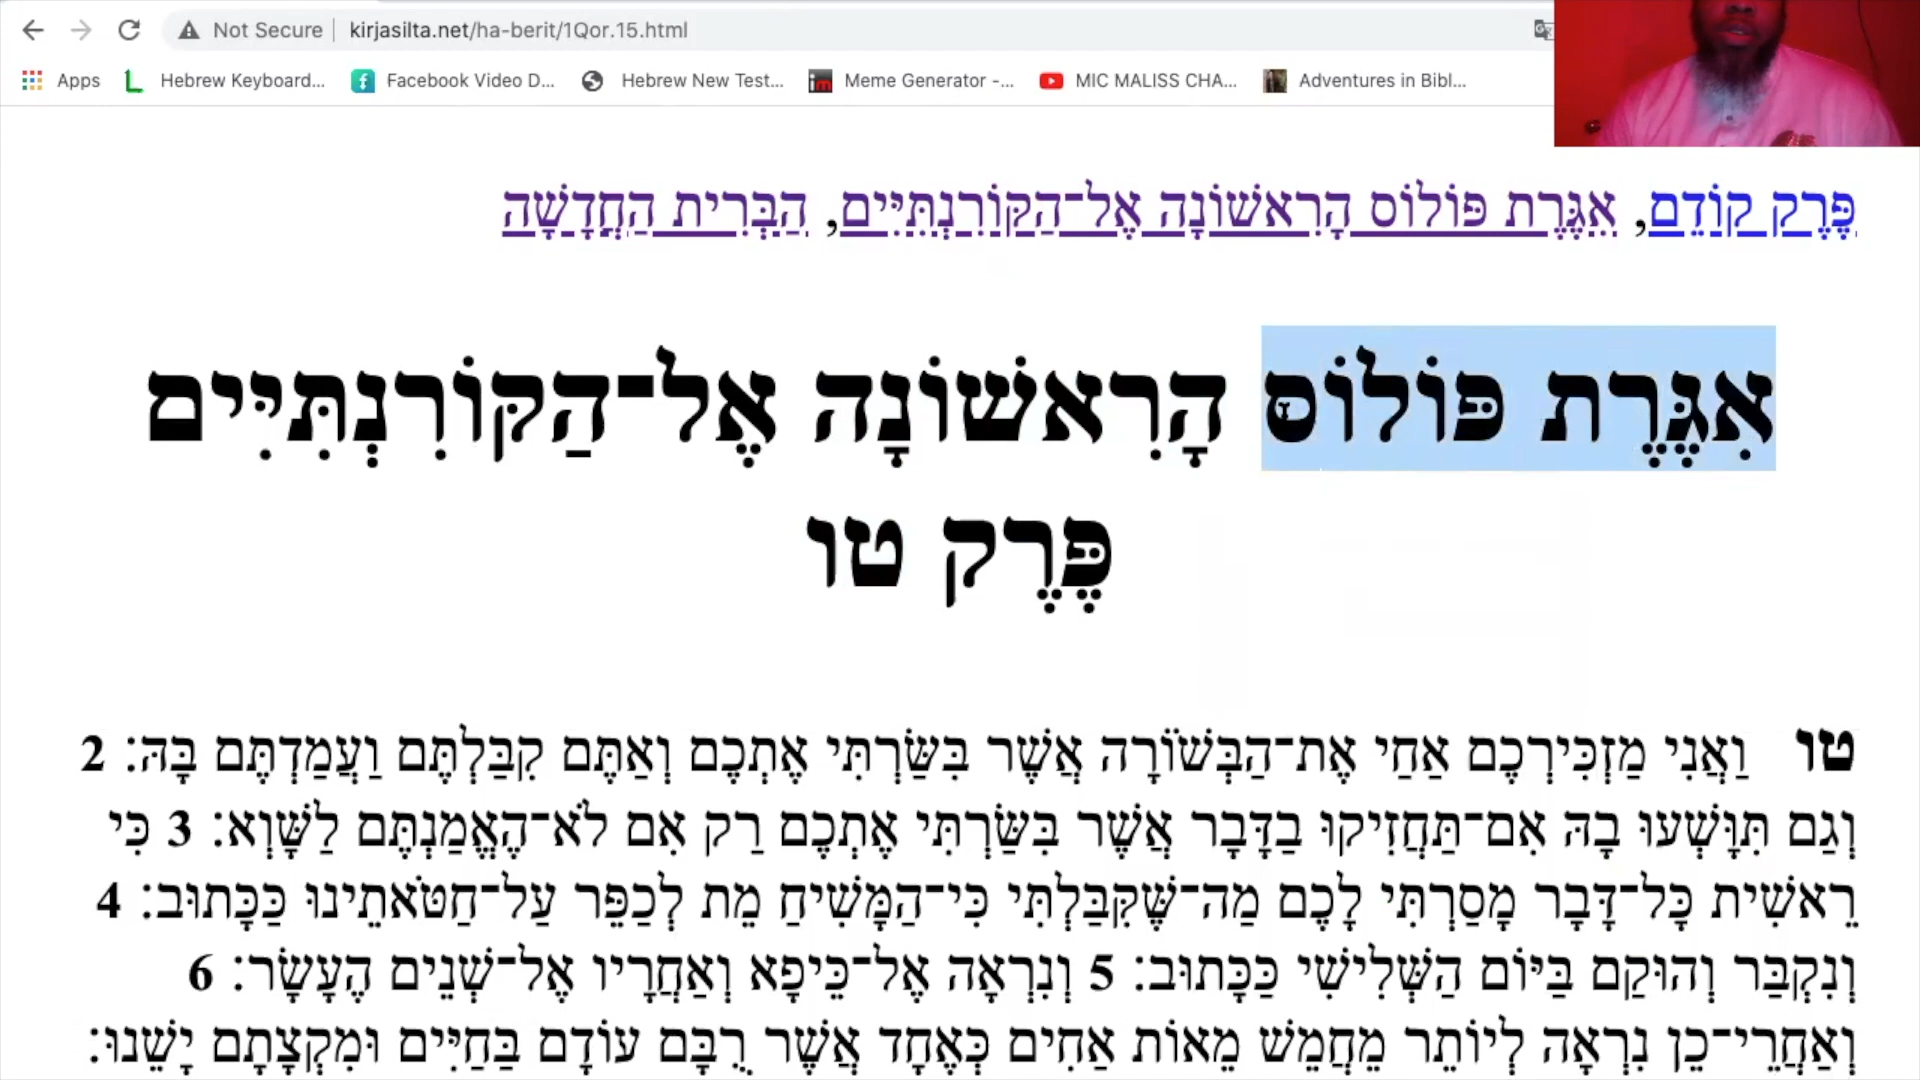 Not Secure | kirjasilta.net/ha-berit/1Qor.15.html
Apps Hebrew Keyboard... Facebook Video D... Hebrew New Test... Meme Generator -... MIC MALISS CHA... Adventures in Bibl...
פֶּרֶק קוֹדֵם, אִגֶּרֶת פּוֹלוֹס הָרִאשׁוֹנָה אֶל־הַקּוֹרִנְתִּיִּים, הַבְּרִית הַחֲדָשָׁה
אִגֶּרֶת פּוֹלוֹס הָרִאשׁוֹנָה אֶל־הַקּוֹרִנְתִּיִּים
פֶּרֶק טו
טו וַאֲנִי מַזְכִּירְכֶם אַחַי אֶת־הַבְּשׂוֹרָה אֲשֶׁר בִּשַּׂרְתִּי אֶתְכֶם וְאַתֶּם קִבַּלְתֶּם וַעֲמַדְתֶּם בָּהּ׃ 2
וְגַם תִּוָּשְׁעוּ בָהּ אִם־תַּחֲזִיקוּ בַדָּבָר אֲשֶׁר בִּשַּׂרְתִּי אֶתְכֶם רַק אִם לֹא־הֶאֱמַנְתֶּם לַשָּׁוְא׃ 3 כִּי
רֵאשִׁית כָּל־דָּבָר מָסַרְתִּי לָכֶם מַה־שֶּׁקִבַּלְתִּי כִּי־הַמָּשִׁיחַ מֵת לְכַפֵּר עַל־חַטֹּאתֵינוּ כַּכָּתוּב׃ 4
וְנִקְבַּר וְהוּקַם בַּיּוֹם הַשְּׁלִישִׁי כַּכָּתוּב׃ 5 וְנִרְאָה אֶל־כֵּיפָא וְאַחֲרָיו אֶל־שְׁנֵים הֶעָשָׂר׃ 6
וְאַחֲרֵי־כֵן נִרְאָה לְיוֹתֵר מֵחֲמֵשׁ מֵאוֹת אַחִים כְּאֶחָד אֲשֶׁר רֻבָּם עוֹדָם בַּחַיִּים וּמִקְצָתָם יָשֵׁנוּ׃